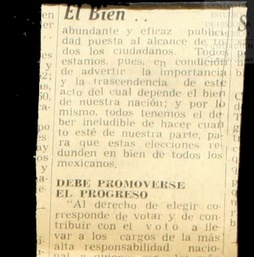 El Bien ..
abundante y eficaz public
dad puesta al alcance de to
dos los ciudadanos. Todos
estamos, pues, en condición
de advertir la importancia
y la trascendencia de este
acto del cual depende el bien
de nuestra nación; y por lo
mismo, todos tenemos el de
ber ineludible de hacer cuan
to esté de nuestra parte, pa
ra que estas elecciones re
dunden en bien de todos los
mexicanos.
DEBE PROMOVERSE
EL PROGRESO
"Al derecho de elegir co
rresponde de votar y de con
tribuir con el voto a lle
var a los cargos de la más
alta responsabilidad nacio